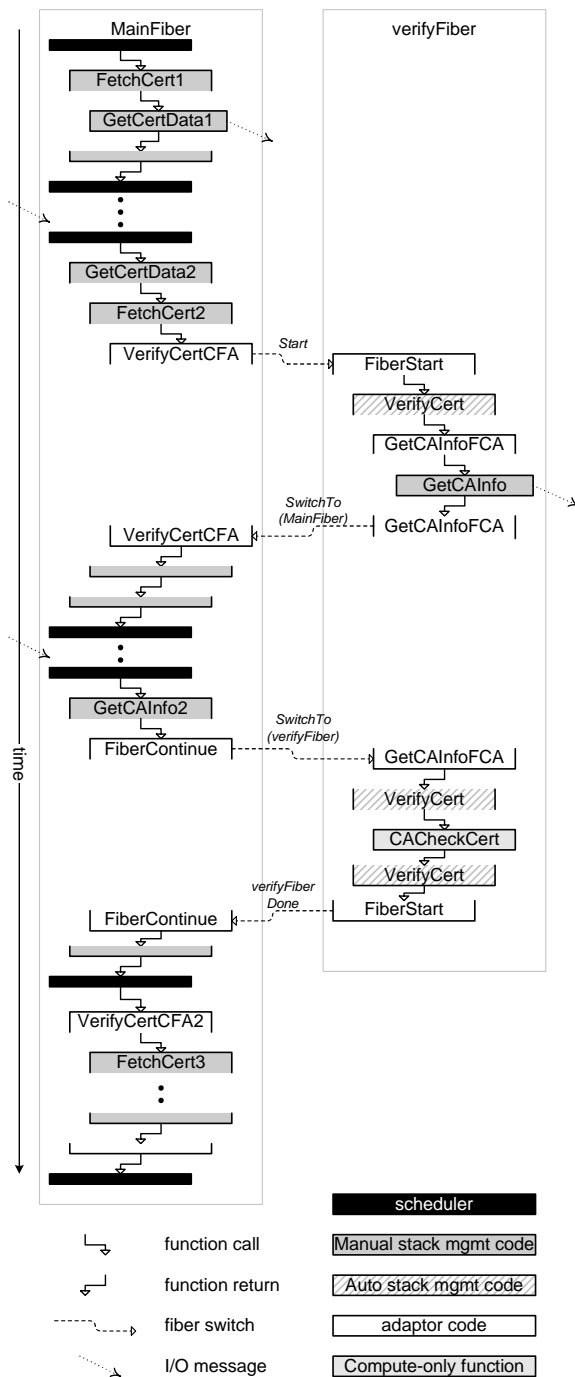 MainFiber
verifyFiber
FetchCert1
GetCertData1
GetCertData2
FetchCert2
VerifyCertCFA
Start
FiberStart
VerifyCert
GetCAInfoFCA
GetCAInfo
SwitchTo
(MainFiber)
VerifyCertCFA
GetCAInfoFCA
GetCAInfo2
SwitchTo
(verifyFiber)
FiberContinue
GetCAInfoFCA
time
VerifyCert
CACheckCert
VerifyCert
verifyFiber
Done
FiberContinue
FiberStart
VerifyCertCFA2
FetchCert3
scheduler
function call
Manual stack mgmt code
function return
Auto stack mgmt code
fiber switch
adaptor code
I/O message
Compute-only function